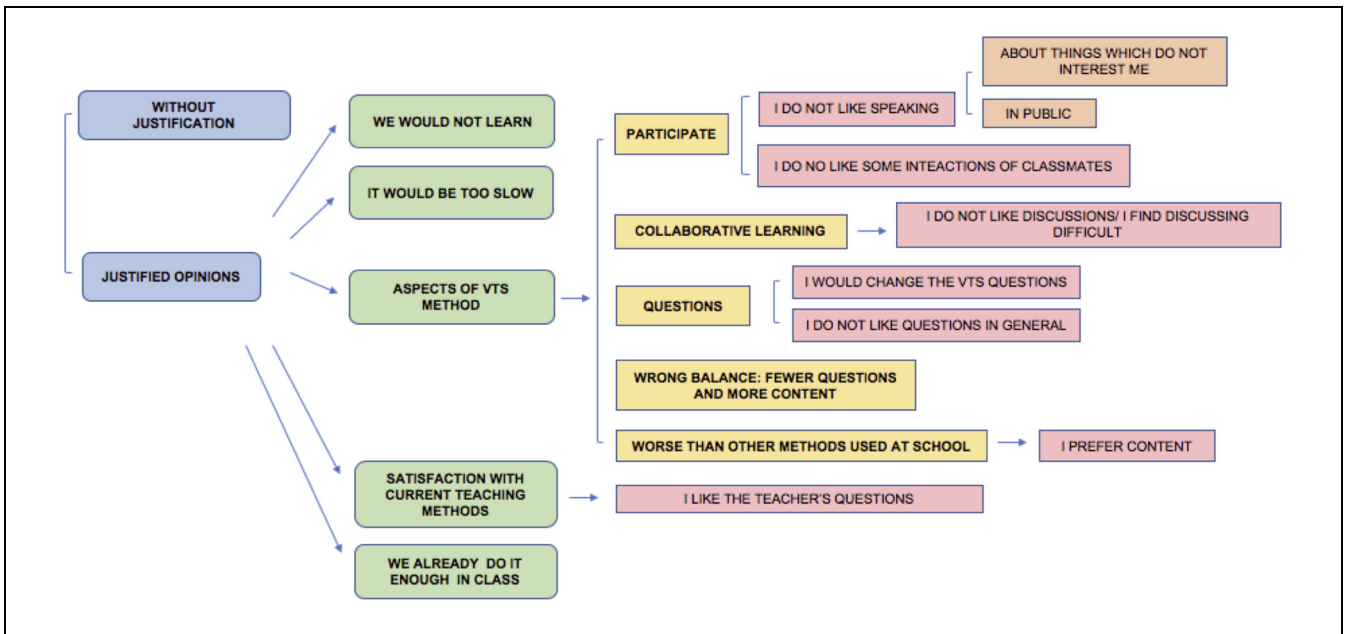 WITHOUT
JUSTIFICATION
JUSTIFIED OPINIONS
WE WOULD NOT LEARN
IT WOULD BE TOO SLOW
ASPECTS OF VTS
METHOD
SATISFACTION WITH
CURRENT TEACHING
METHODS
WE ALREADY DO IT
ENOUGH IN CLASS
PARTICIPATE
I DO NOT LIKE SPEAKING
ABOUT THINGS WHICH DO NOT
INTEREST ME
IN PUBLIC
I DO NO LIKE SOME INTEACTIONS OF CLASSMATES
COLLABORATIVE LEARNING
I DO NOT LIKE DISCUSSIONS/ I FIND DISCUSSING
DIFFICULT
QUESTIONS
I WOULD CHANGE THE VTS QUESTIONS
I DO NOT LIKE QUESTIONS IN GENERAL
WRONG BALANCE: FEWER QUESTIONS
AND MORE CONTENT
WORSE THAN OTHER METHODS USED AT SCHOOL
I PREFER CONTENT
I LIKE THE TEACHER'S QUESTIONS